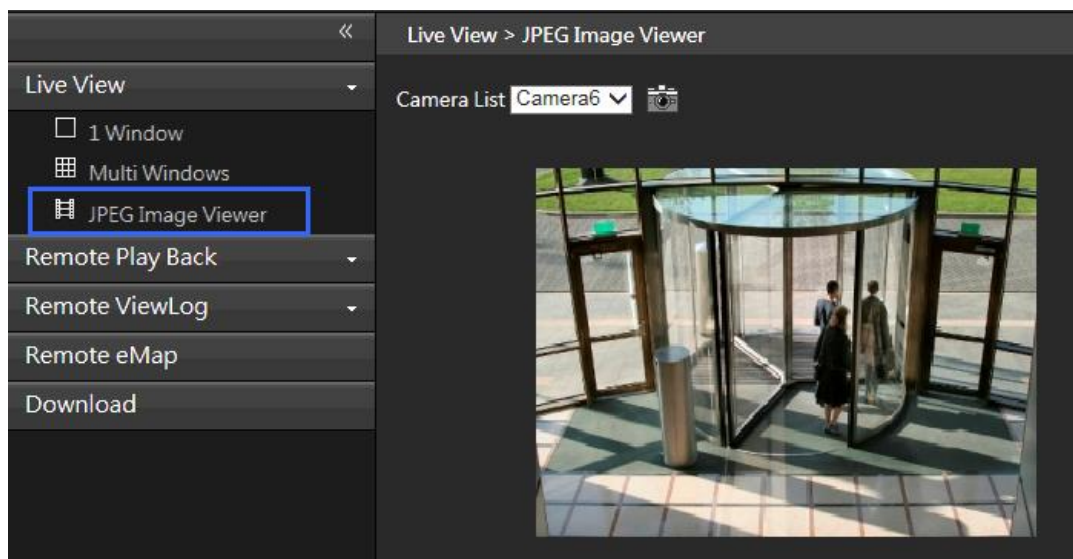 «
Live View
1 Window
Multi Windows
JPEG Image Viewer
Remote Play Back
Remote ViewLog
Remote eMap
Download
Live View > JPEG Image Viewer
Camera List Camera6